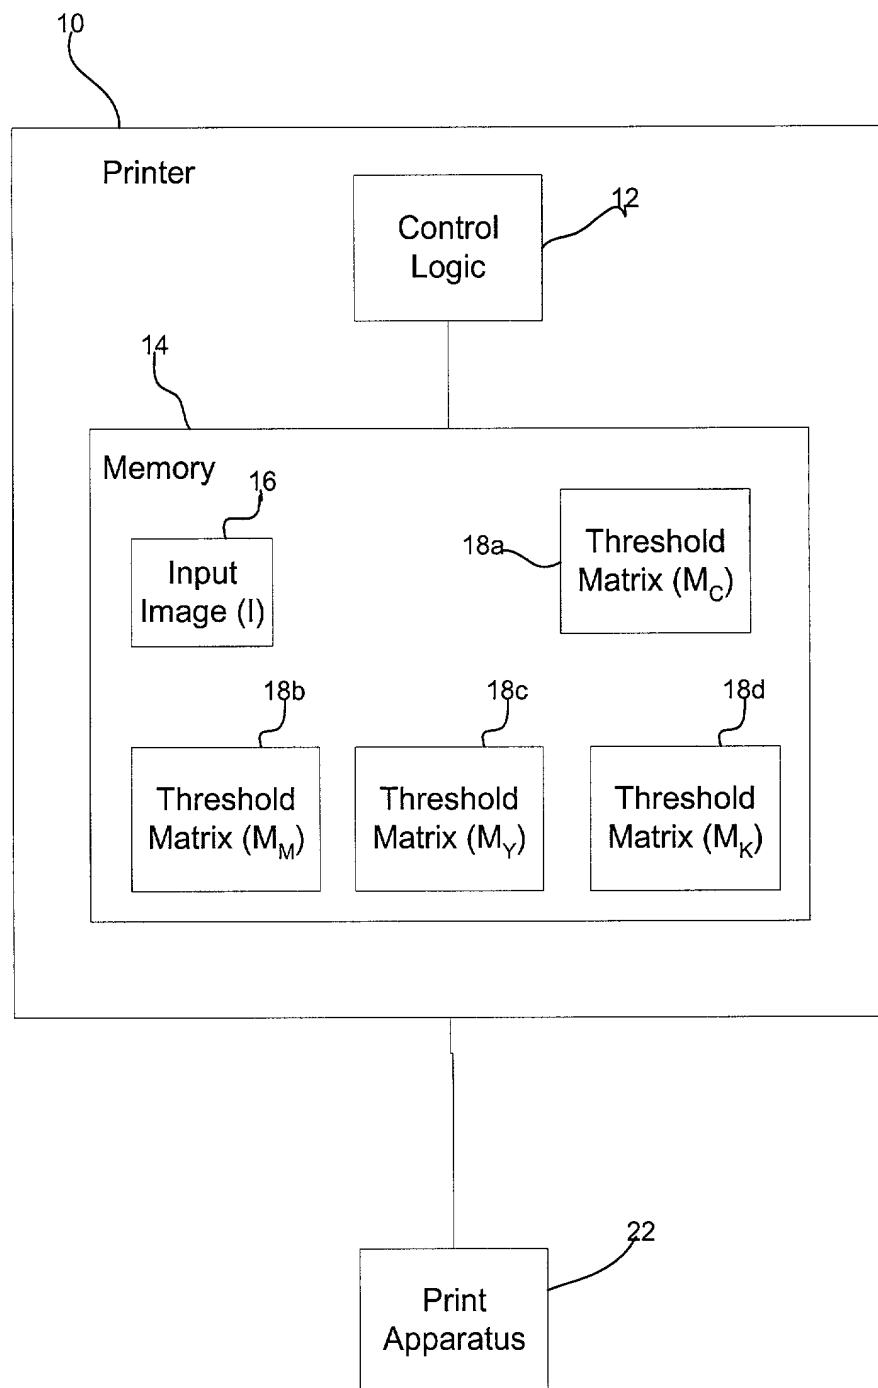 10
Printer
12
Control
Logic
14
Memory
16
Input
Image (I)
18a
Threshold
Matrix (M_C)
18b
Threshold
Matrix (M_M)
18c
Threshold
Matrix (M_Y)
18d
Threshold
Matrix (M_K)
22
Print
Apparatus